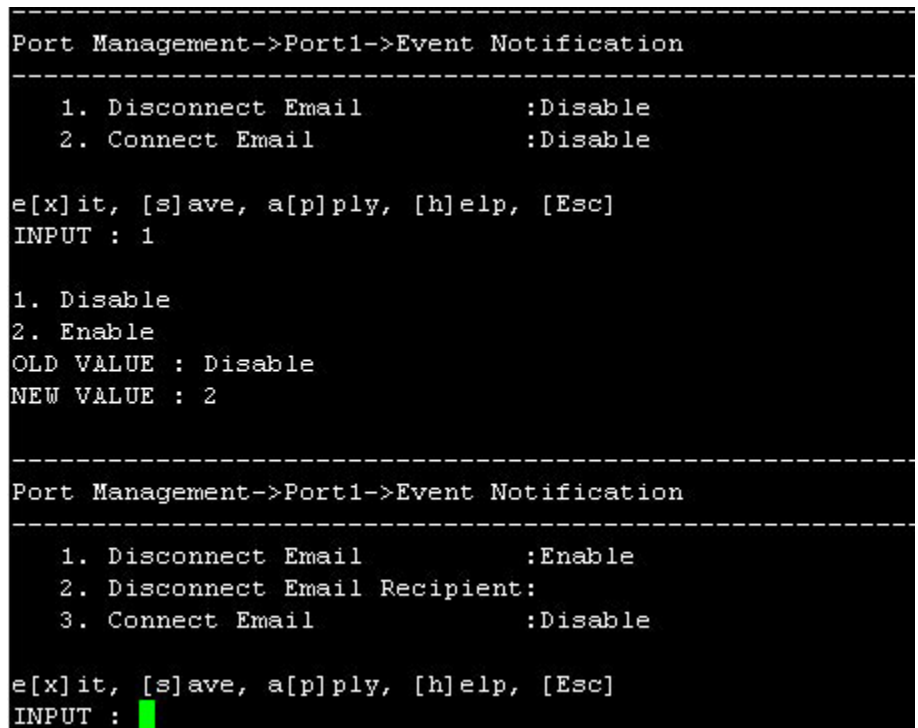 Port Management->Port1->Event Notification
1. Disconnect Email :Disable
2. Connect Email :Disable
e[x]it, [s]ave, a[p]ply, [h]elp, [Esc]
INPUT : 1
1. Disable
2. Enable
OLD VALUE : Disable
NEW VALUE : 2
Port Management->Port1->Event Notification
1. Disconnect Email :Enable
2. Disconnect Email Recipient:
3. Connect Email :Disable
e[x]it, [s]ave, a[p]ply, [h]elp, [Esc]
INPUT :